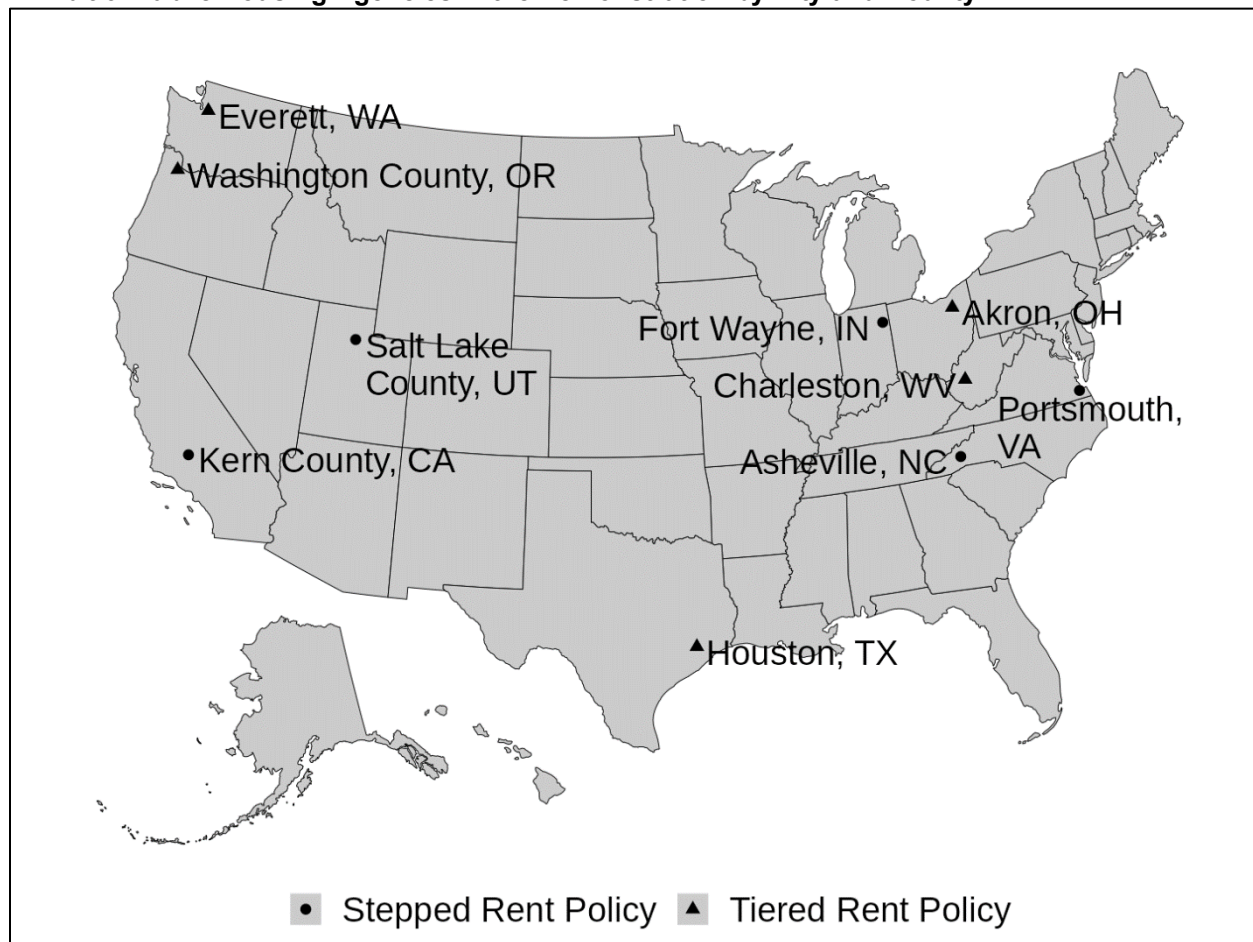 Everett, WA
Washington County, OR
Fort Wayne, IN
Akron, OH
Salt Lake
County, UT
Charleston, WV
Portsmouth,
VA
Kern County, CA
Asheville, NC
Houston, TX
Stepped Rent Policy
Tiered Rent Policy